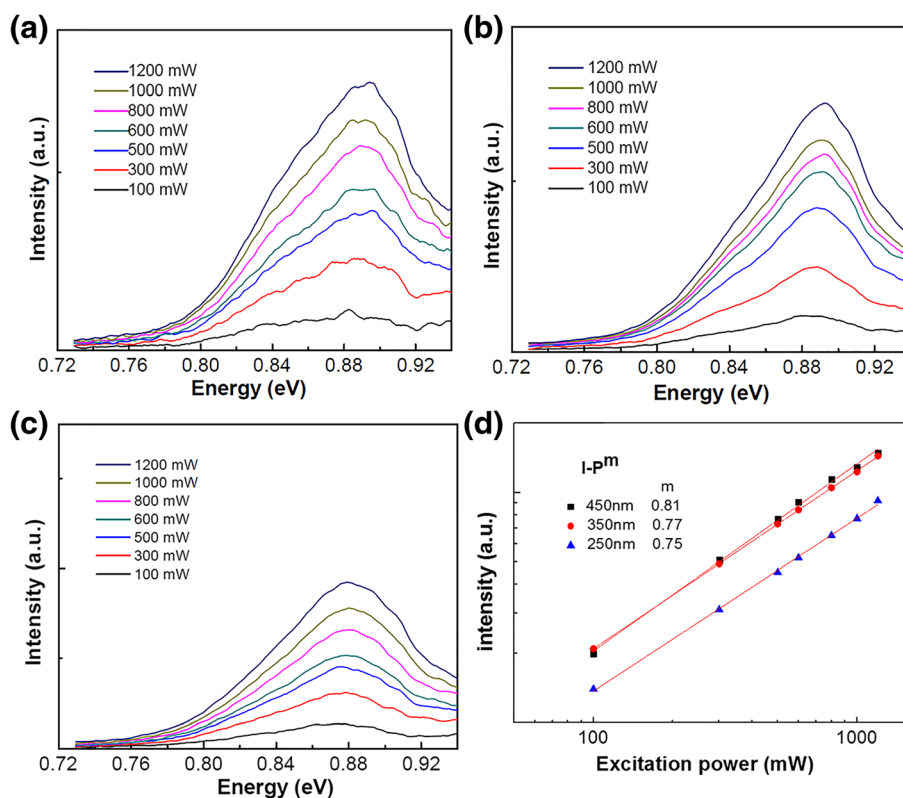 (a)
1200 mW
1000 mW
800 mW
600 mW
500 mW
300 mW
100 mW
Intensity (a.u.)
0.72 0.76 0.80 0.84 0.88 0.92
Energy (eV)
(b)
1200 mW
1000 mW
800 mW
600 mW
500 mW
300 mW
100 mW
Intensity (a.u.)
0.72 0.76 0.80 0.84 0.88 0.92
Energy (eV)
(c)
1200 mW
1000 mW
800 mW
600 mW
500 mW
300 mW
100 mW
Intensity (a.u.)
0.72 0.76 0.80 0.84 0.88 0.92
Energy (eV)
(d)
I-Pm
m
450nm 0.81
350nm 0.77
250nm 0.75
intensity (a.u.)
100 1000
Excitation power (mW)